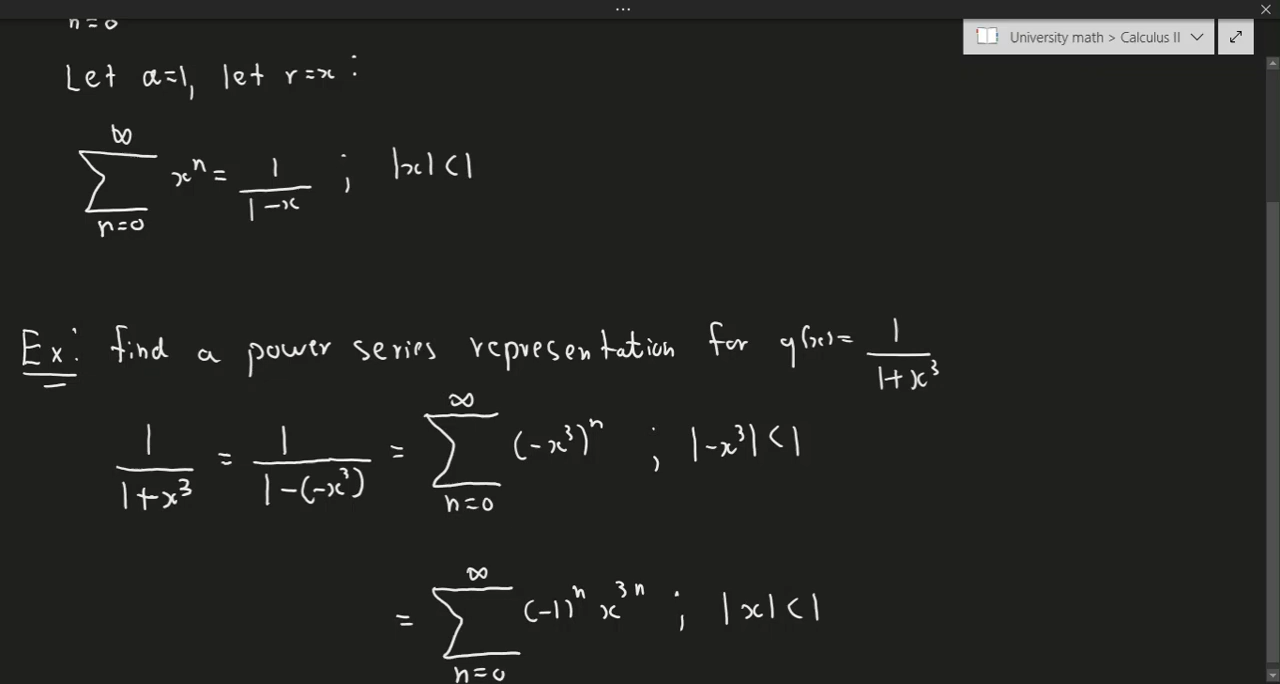 ...
n=0
University math > Calculus II
Let a=1, let r=x:
∑_{n=0}^{∞} x^n = 1/(1-x) ; |x|<1
Ex: find a power series representation for g(x)= 1/(1+x^3)
1/(1+x^3) = 1/(1-(-x^3)) = ∑_{n=0}^{∞} (-x^3)^n ; |-x^3|<1
= ∑_{n=0}^{∞} (-1)^n x^{3n} ; |x|<1